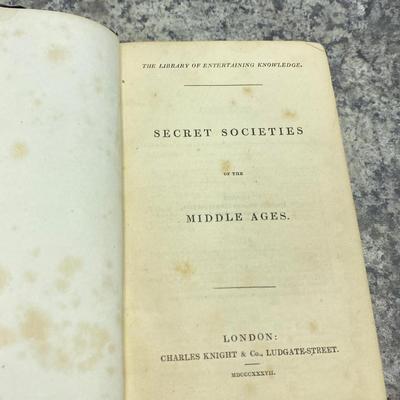 THE LIBRARY OF ENTERTAINING KNOWLEDGE.
SECRET SOCIETIES
OF THE
MIDDLE AGES.
LONDON:
CHARLES KNIGHT & Co., LUDGATE-STREET.
MDCCCXXXVII.